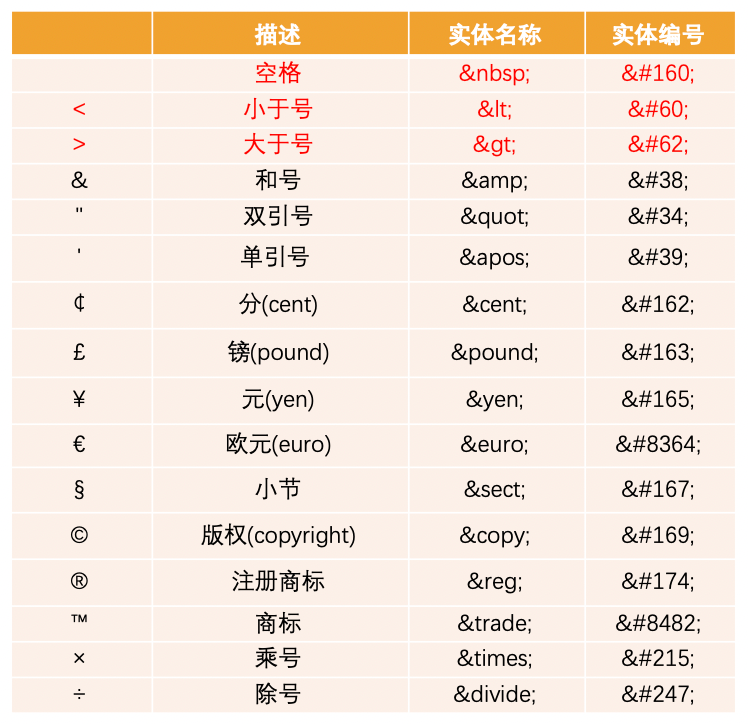 描述 实体名称 实体编号
空格 &nbsp; &#160;
< 小于号 &lt; &#60;
> 大于号 &gt; &#62;
& 和号 &amp; &#38;
" 双引号 &quot; &#34;
' 单引号 &apos; &#39;
¢ 分(cent) &cent; &#162;
£ 镑(pound) &pound; &#163;
¥ 元(yen) &yen; &#165;
€ 欧元(euro) &euro; &#8364;
§ 小节 &sect; &#167;
© 版权(copyright) &copy; &#169;
® 注册商标 &reg; &#174;
™ 商标 &trade; &#8482;
× 乘号 &times; &#215;
÷ 除号 &divide; &#247;